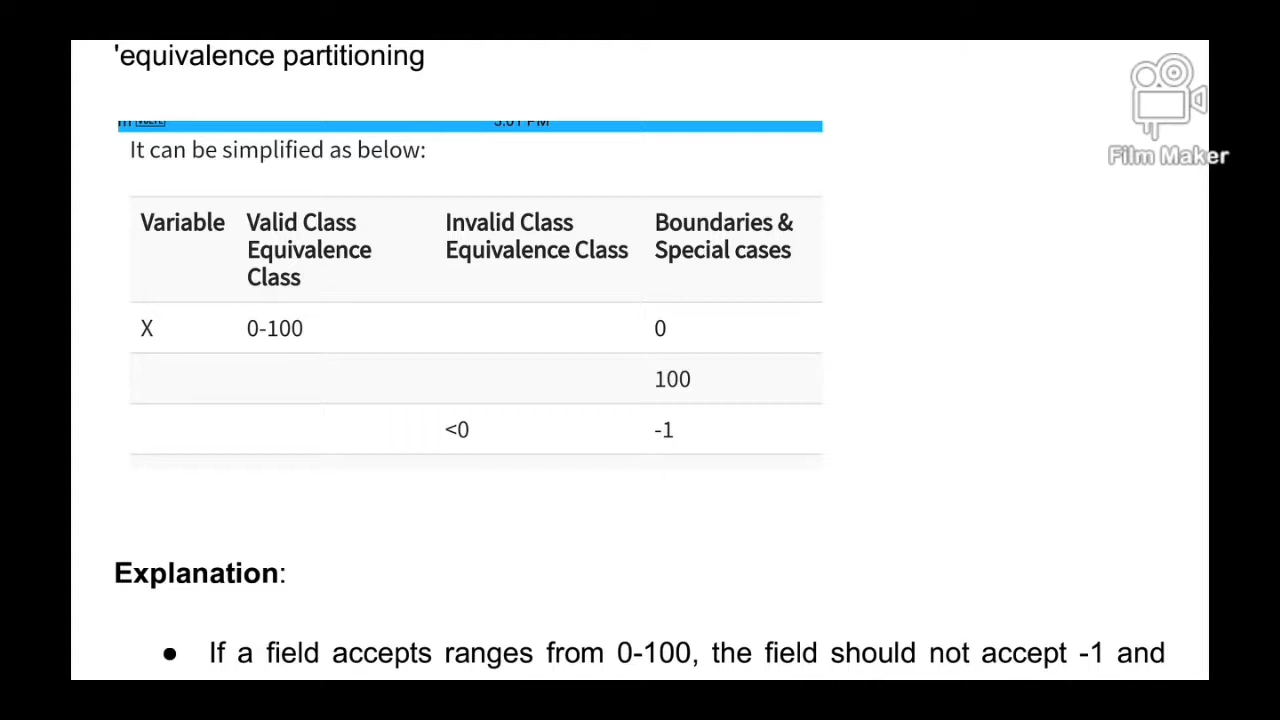 'equivalence partitioning
Film Maker
It can be simplified as below:
Variable Valid Class Equivalence Class Invalid Class Equivalence Class Boundaries & Special cases
X 0-100 0
100
<0 -1
Explanation:
● If a field accepts ranges from 0-100, the field should not accept -1 and